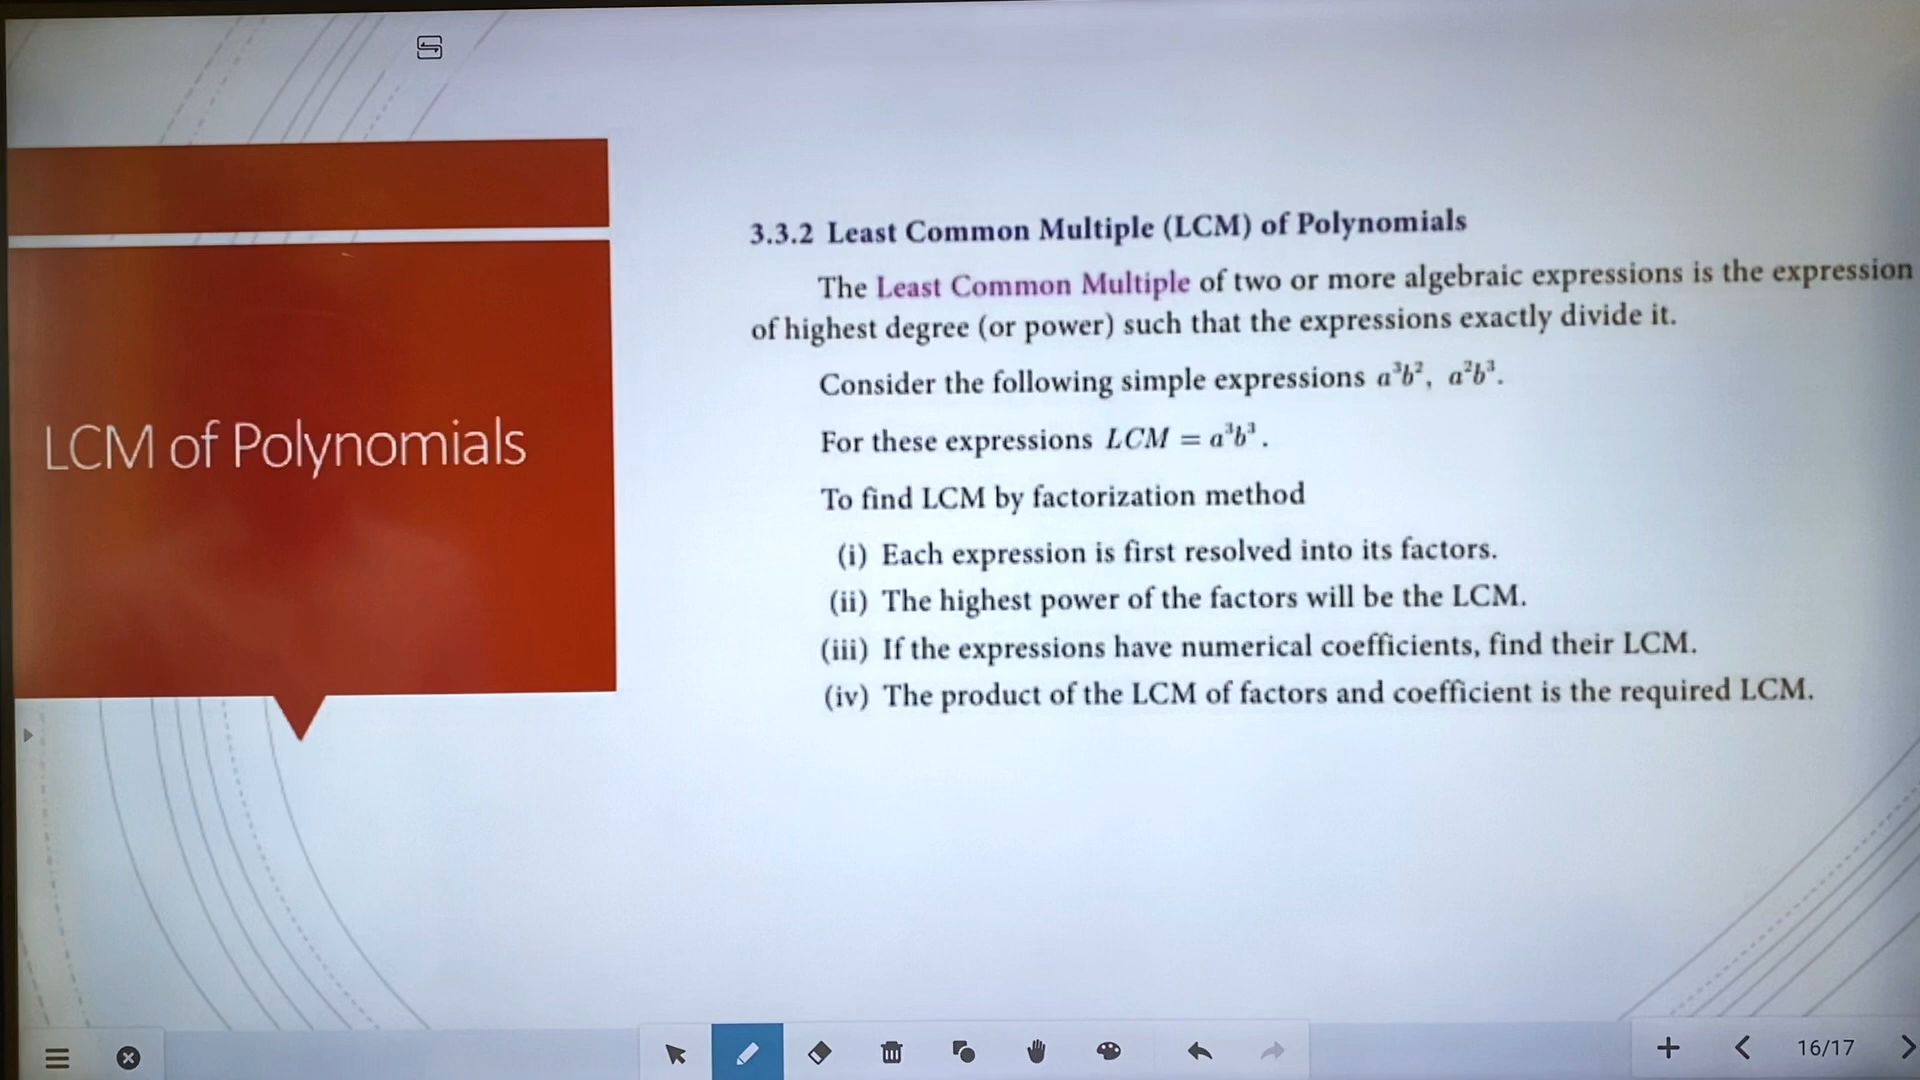 LCM of Polynomials
3.3.2 Least Common Multiple (LCM) of Polynomials
The Least Common Multiple of two or more algebraic expressions is the expression
of highest degree (or power) such that the expressions exactly divide it.
Consider the following simple expressions a³b², a²b³.
For these expressions LCM = a³b³.
To find LCM by factorization method
(i) Each expression is first resolved into its factors.
(ii) The highest power of the factors will be the LCM.
(iii) If the expressions have numerical coefficients, find their LCM.
(iv) The product of the LCM of factors and coefficient is the required LCM.
16/17